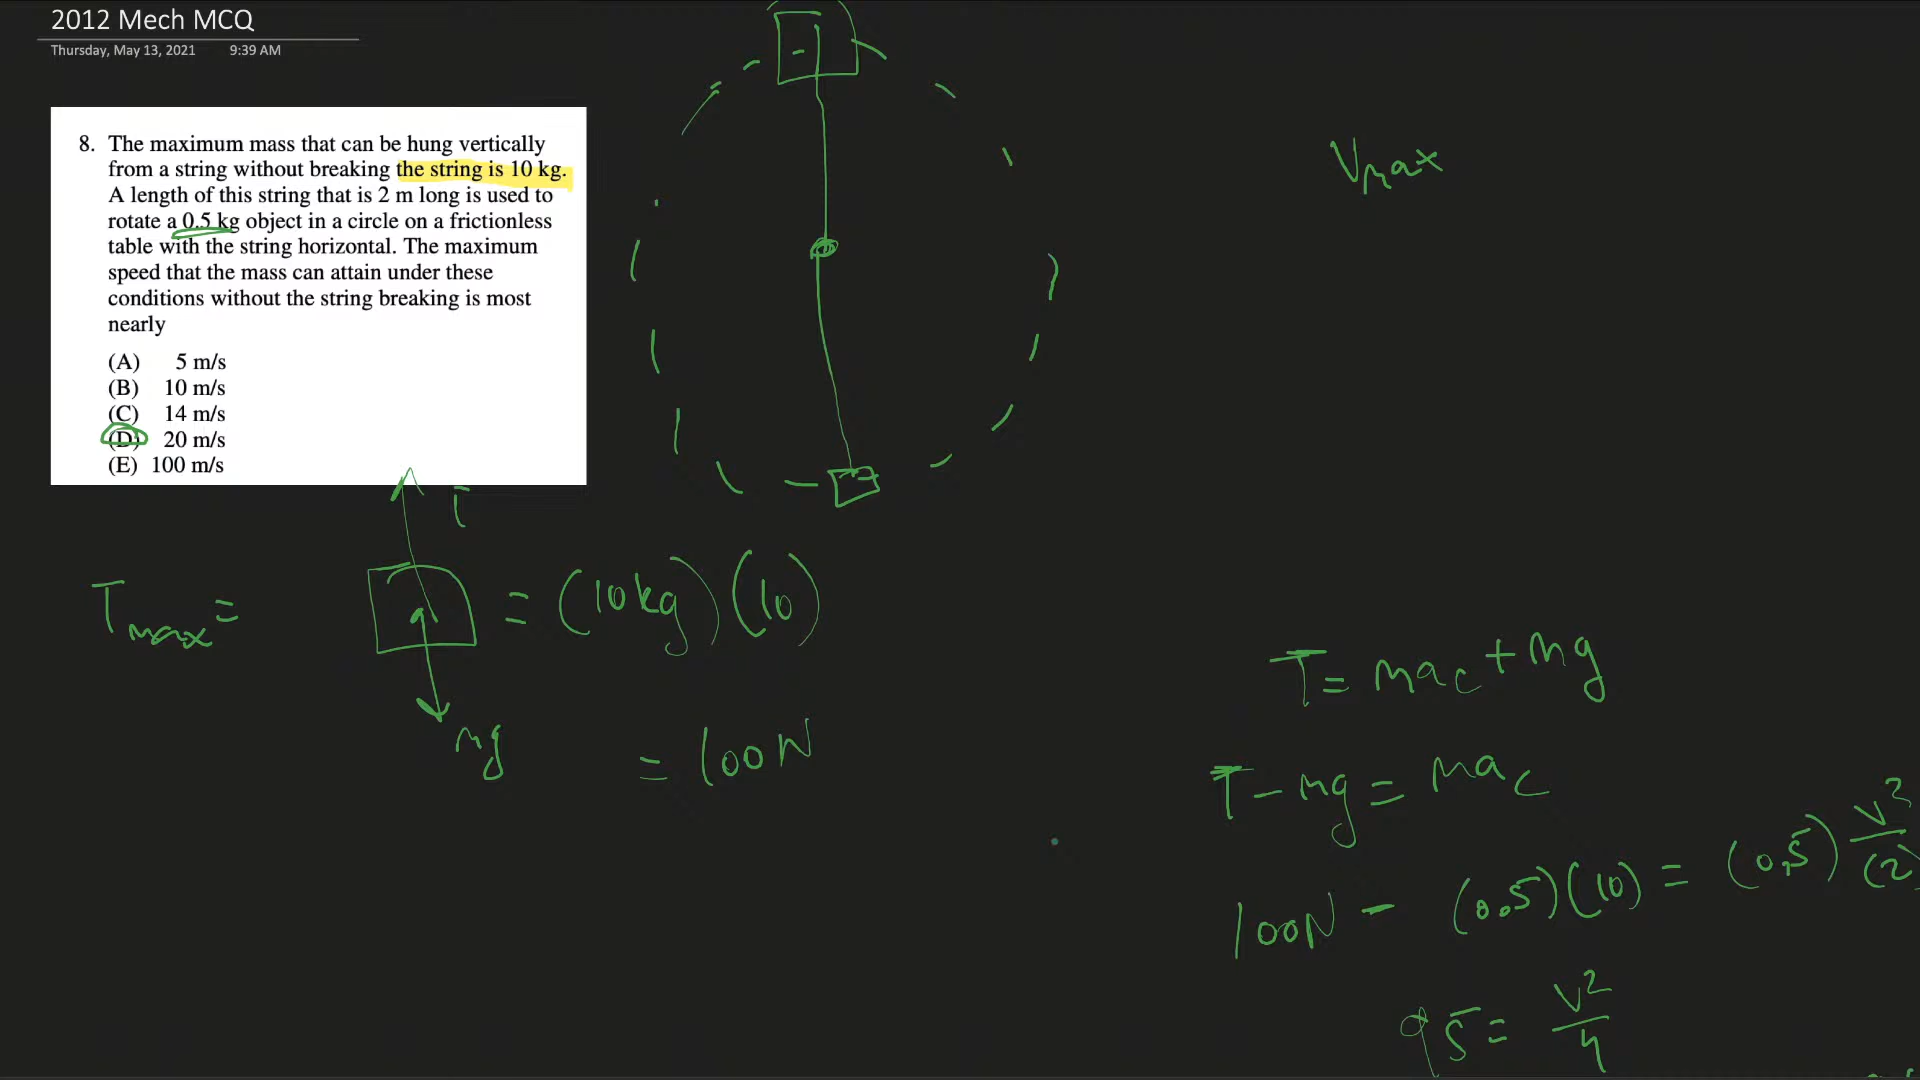 2012 Mech MCQ
Thursday, May 13, 2021 9:39 AM
8. The maximum mass that can be hung vertically
from a string without breaking the string is 10 kg.
A length of this string that is 2 m long is used to
rotate a 0.5 kg object in a circle on a frictionless
table with the string horizontal. The maximum
speed that the mass can attain under these
conditions without the string breaking is most
nearly
(A) 5 m/s
(B) 10 m/s
(C) 14 m/s
(D) 20 m/s
(E) 100 m/s
Vmax
T
Tmax =
= (10kg)(10)
mg
= 100N
T = mac + mg
T - mg = mac
100N - (0.5)(10) = (0.5) v²/(2)
95 = v²/4